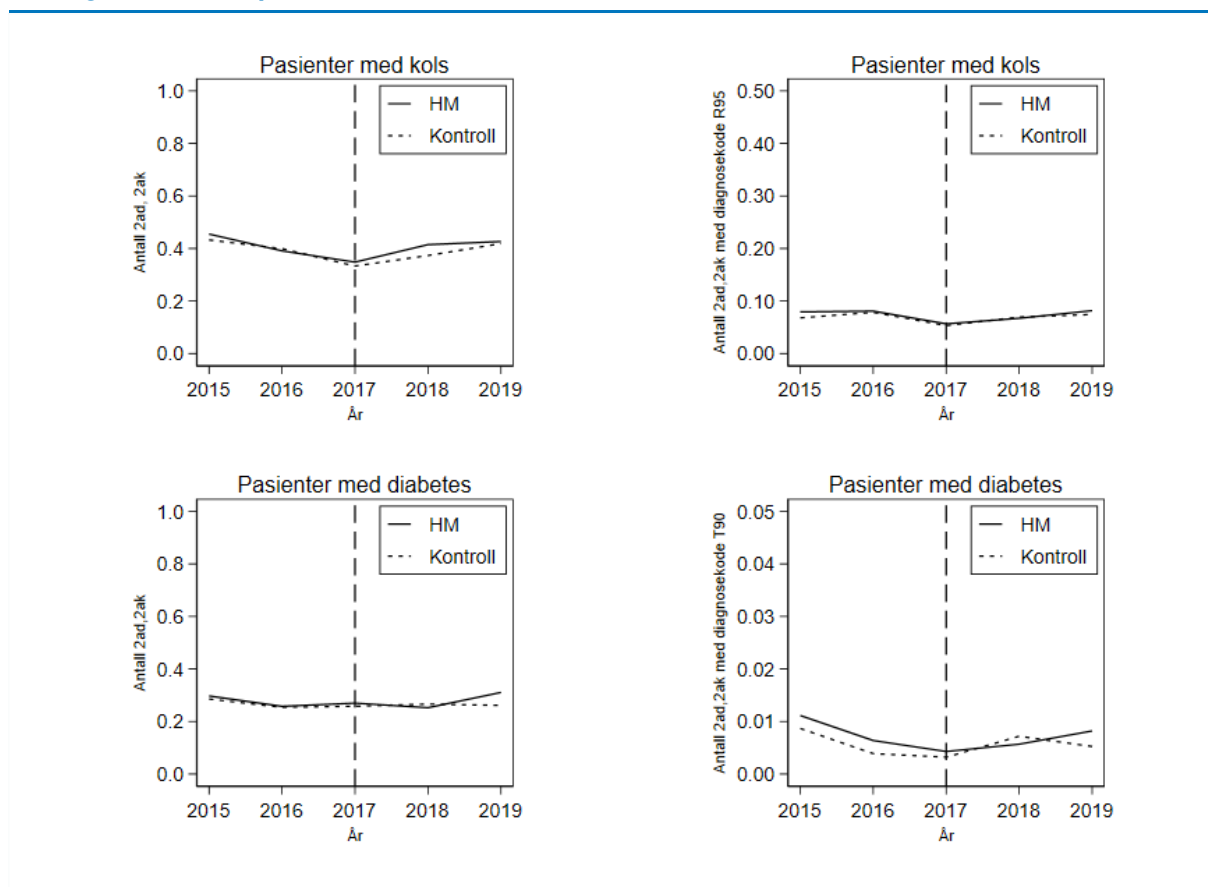 Pasienter med kols
Antall 2ad, 2ak
1.0
0.8
0.6
0.4
0.2
0.0
HM
Kontroll
2015 2016 2017 2018 2019
År
Pasienter med kols
Antall 2ad,2ak med diagnosekode R95
0.50
0.40
0.30
0.20
0.10
0.00
HM
Kontroll
2015 2016 2017 2018 2019
År
Pasienter med diabetes
Antall 2ad,2ak
1.0
0.8
0.6
0.4
0.2
0.0
HM
Kontroll
2015 2016 2017 2018 2019
År
Pasienter med diabetes
Antall 2ad,2ak med diagnosekode T90
0.05
0.04
0.03
0.02
0.01
0.00
HM
Kontroll
2015 2016 2017 2018 2019
År